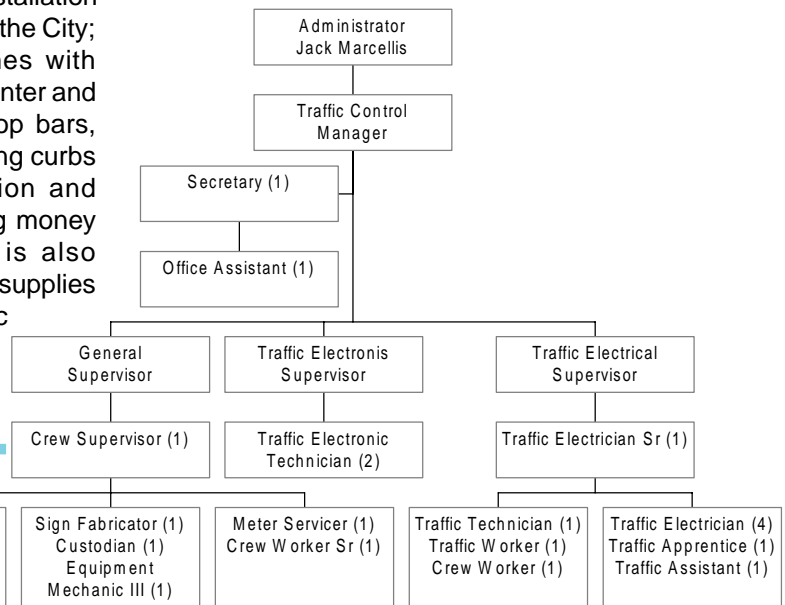 stallation
the City;
nes with
nter and
op bars,
ng curbs
ion and
g money
is also
supplies
c
Administrator
Jack Marcellis
Traffic Control
Manager
Secretary (1)
Office Assistant (1)
General
Supervisor
Traffic Electronis
Supervisor
Traffic Electrical
Supervisor
Crew Supervisor (1)
Traffic Electronic
Technician (2)
Traffic Electrician Sr (1)
Sign Fabricator (1)
Custodian (1)
Equipment
Mechanic III (1)
Meter Servicer (1)
Crew Worker Sr (1)
Traffic Technician (1)
Traffic Worker (1)
Crew Worker (1)
Traffic Electrician (4)
Traffic Apprentice (1)
Traffic Assistant (1)